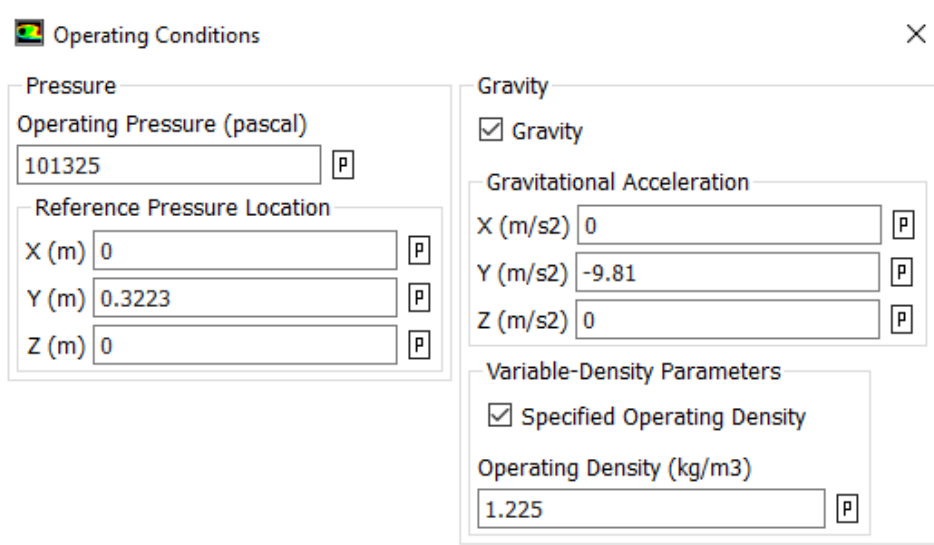 Operating Conditions
Pressure
Operating Pressure (pascal)
101325 P
Reference Pressure Location
X (m) 0 P
Y (m) 0.3223 P
Z (m) 0 P
Gravity
Gravity
Gravitational Acceleration
X (m/s2) 0 P
Y (m/s2) -9.81 P
Z (m/s2) 0 P
Variable-Density Parameters
Specified Operating Density
Operating Density (kg/m3)
1.225 P